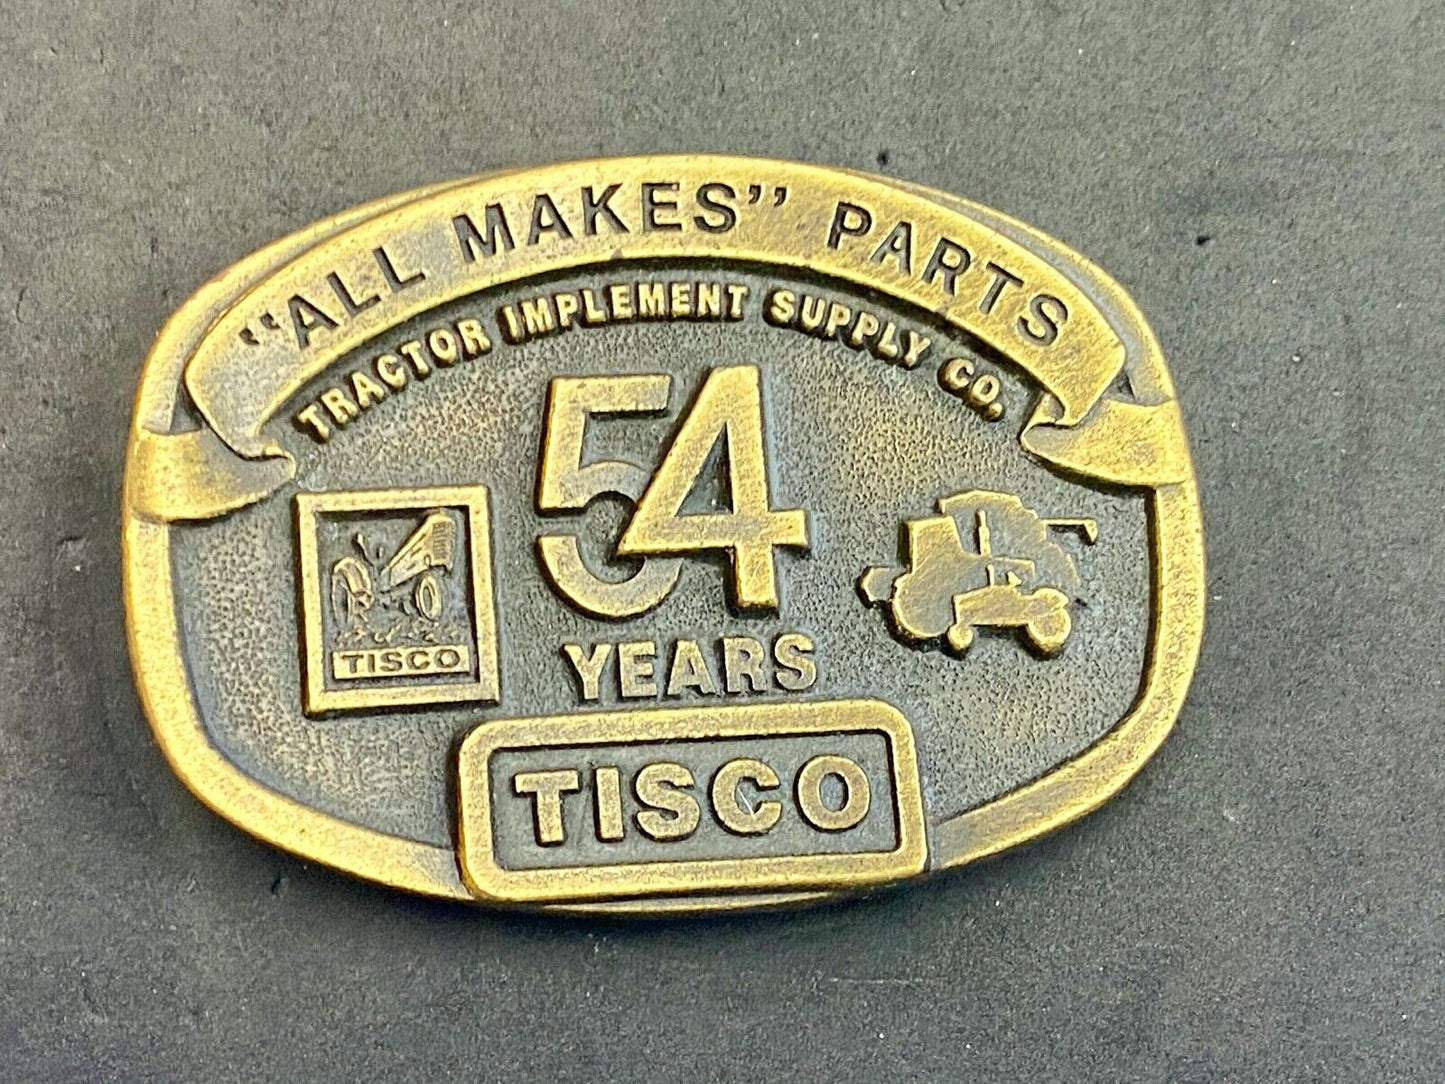 "ALL MAKES" PARTS
TRACTOR IMPLEMENT SUPPLY CO.
54
YEARS
TISCO
TISCO